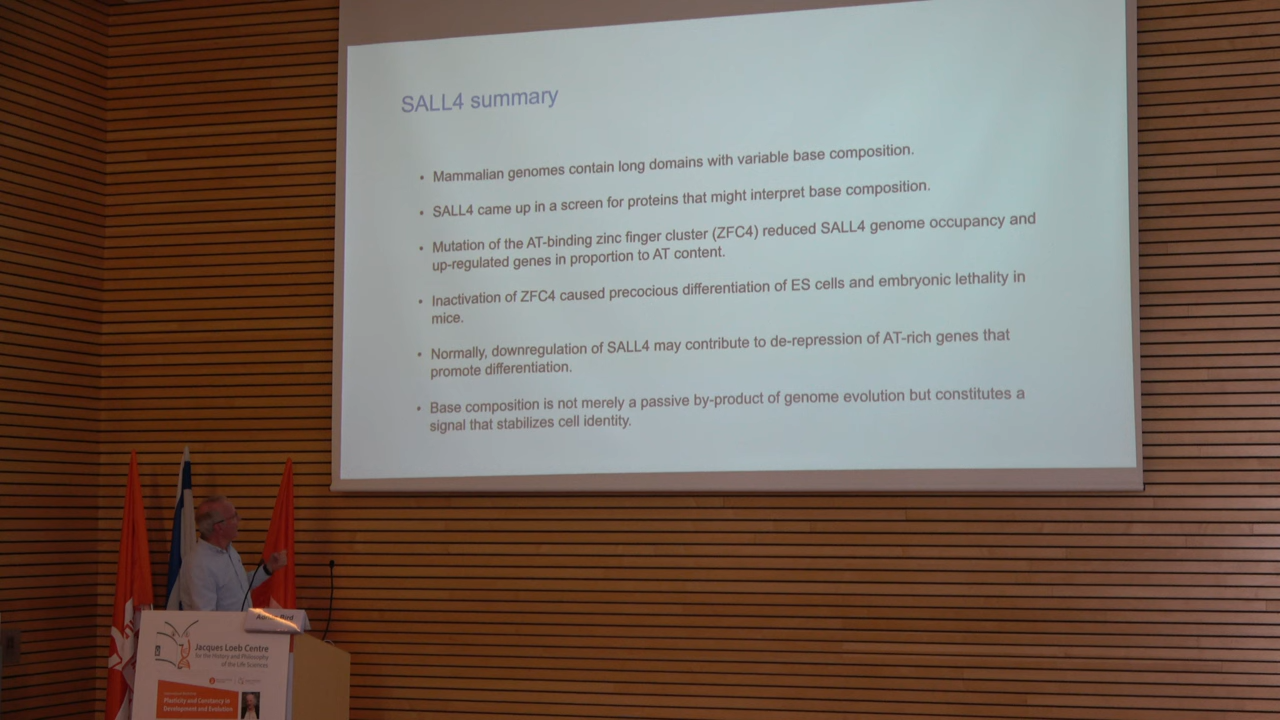 SALL4 summary
• Mammalian genomes contain long domains with variable base composition.
• SALL4 came up in a screen for proteins that might interpret base composition.
• Mutation of the AT-binding zinc finger cluster (ZFC4) reduced SALL4 genome occupancy and
up-regulated genes in proportion to AT content.
• Inactivation of ZFC4 caused precocious differentiation of ES cells and embryonic lethality in
mice.
• Normally, downregulation of SALL4 may contribute to de-repression of AT-rich genes that
promote differentiation.
• Base composition is not merely a passive by-product of genome evolution but constitutes a
signal that stabilizes cell identity.
Bird
Jacques Loeb Centre
for the History and Philosophy
of the Life Sciences
Plasticity and Constancy in
Development and Evolution